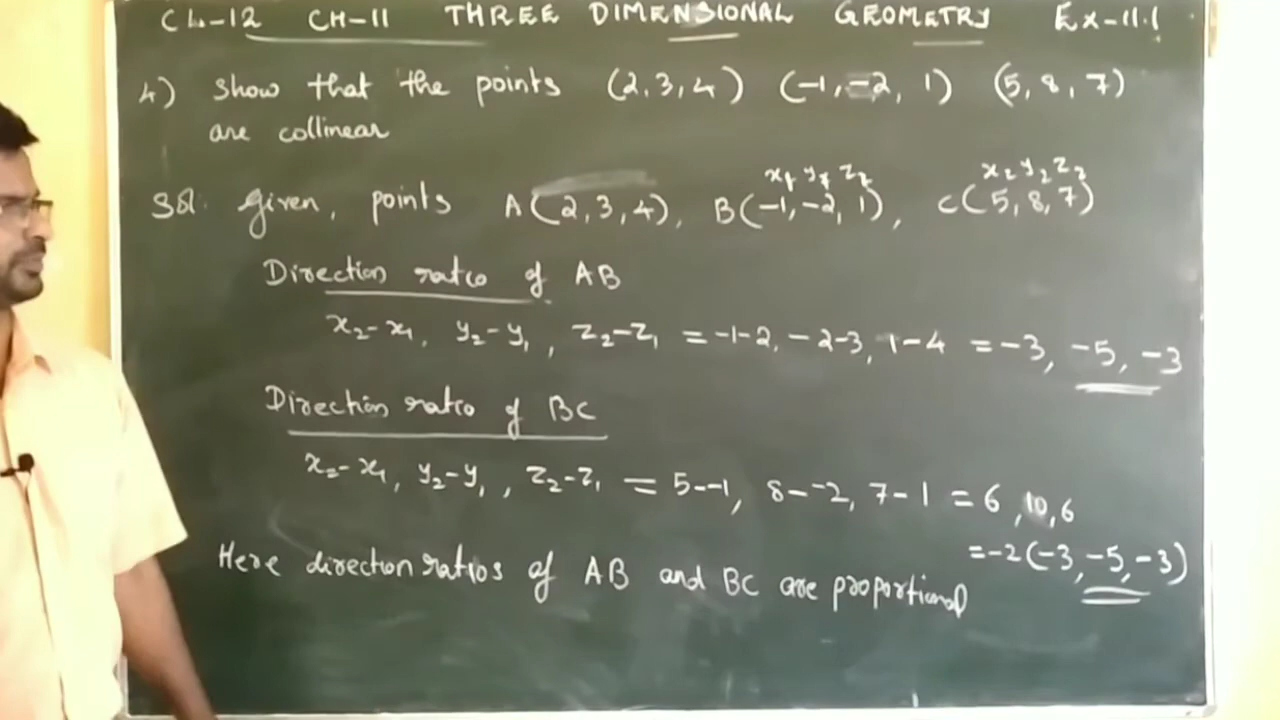 CL-12 CH-11 THREE DIMENSIONAL GEOMETRY Ex-11.1
4) Show that the points (2,3,4) (-1,-2, 1) (5, 8, 7)
are collinear
x₂ y₂ z₂
Sol. Given, points A(2,3,4), B(-1,-2, 1), C(5,8,7)
Direction ratio of AB
x₂-x₁, y₂-y₁, z₂-z₁ = -1-2, -2-3, 1-4 = -3, -5, -3
Direction ratio of BC
x₂-x₁, y₂-y₁, z₂-z₁ = 5--1, 8--2, 7-1 = 6, 10, 6
= -2(-3, -5, -3)
Here direction ratios of AB and BC are proportional